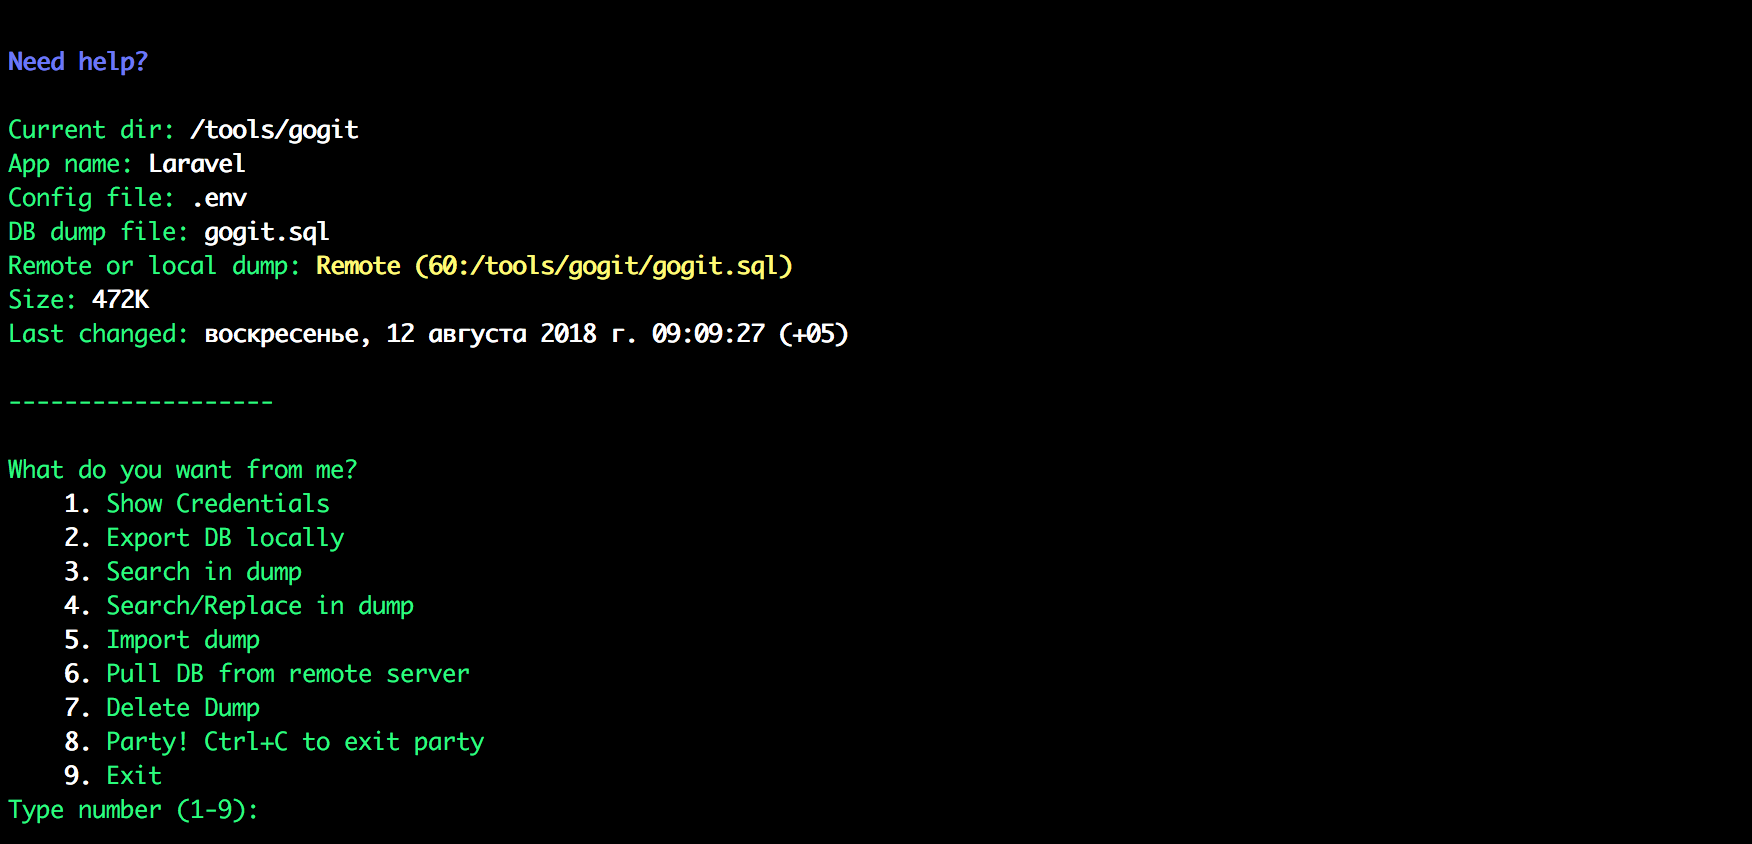 Need help?
Current dir: /tools/gogit
App name: Laravel
Config file: .env
DB dump file: gogit.sql
Remote or local dump: Remote (60:/tools/gogit/gogit.sql)
Size: 472K
Last changed: воскресенье, 12 августа 2018 г. 09:09:27 (+05)
-------------------
What do you want from me?
1. Show Credentials
2. Export DB locally
3. Search in dump
4. Search/Replace in dump
5. Import dump
6. Pull DB from remote server
7. Delete Dump
8. Party! Ctrl+C to exit party
9. Exit
Type number (1-9):